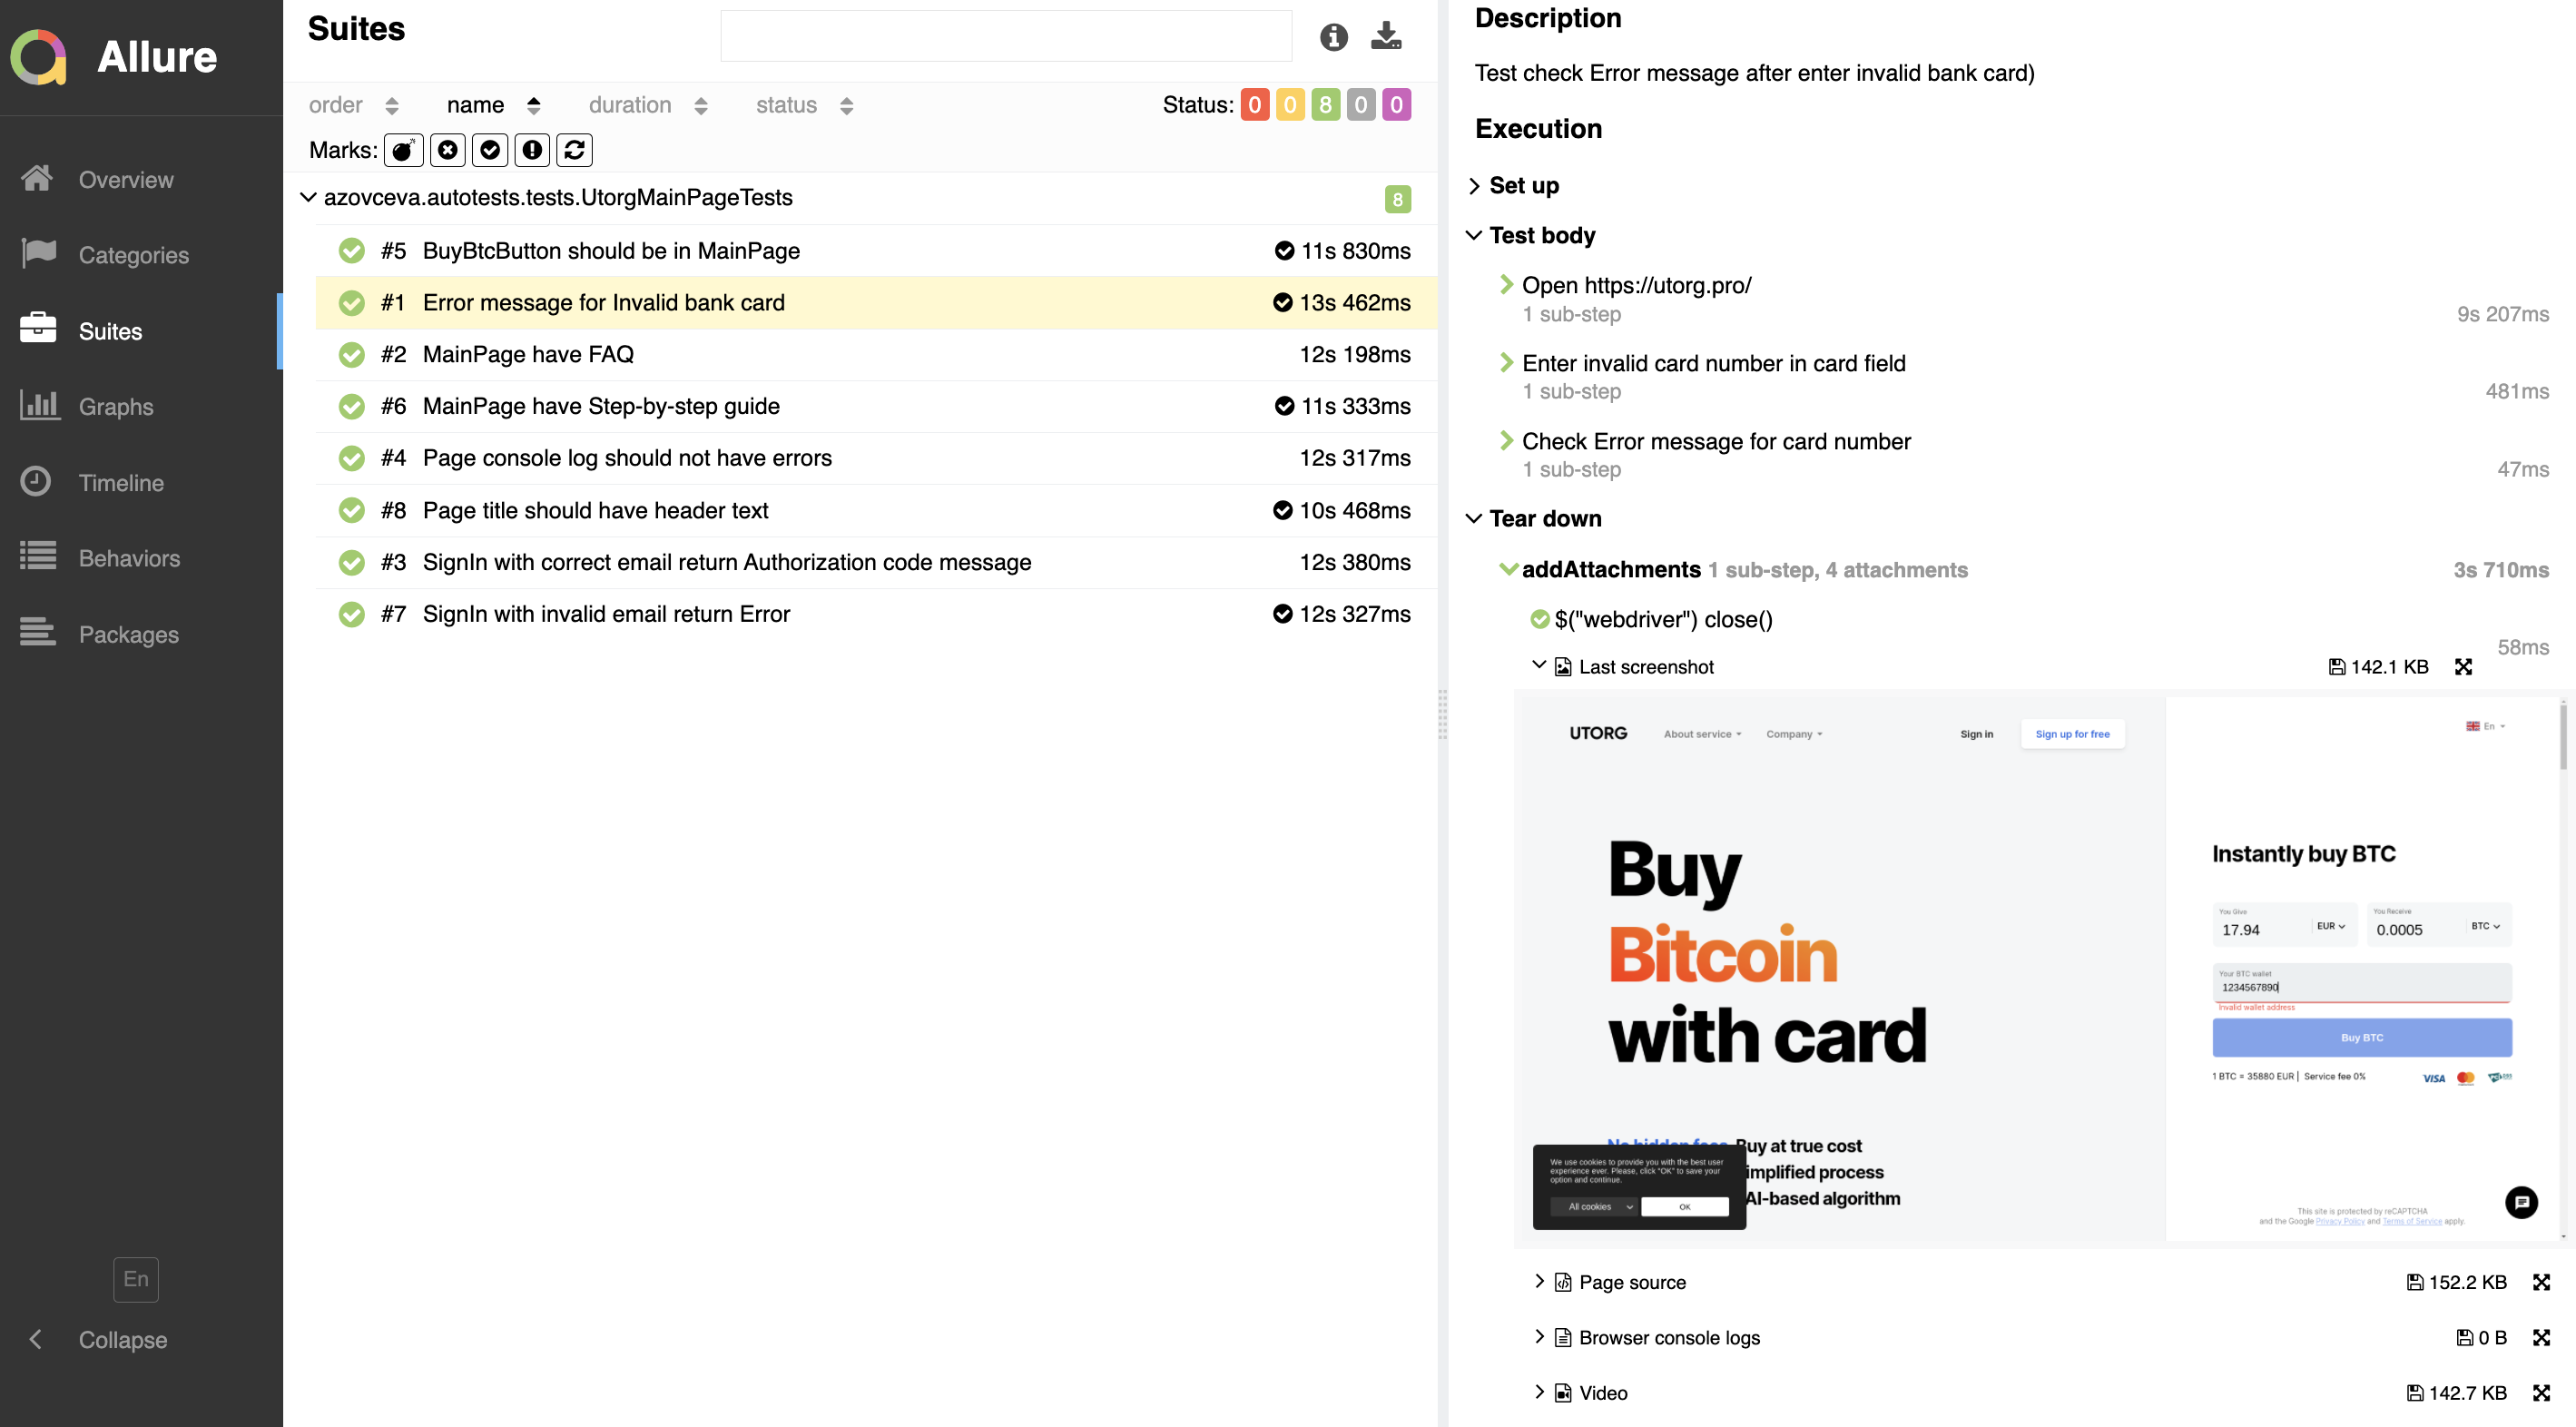 Allure
Overview
Categories
Suites
Graphs
Timeline
Behaviors
Packages
En
Collapse
Suites
order name duration status
Status: 0 0 8 0 0
Marks:
azovceva.autotests.tests.UtorgMainPageTests 8
#5 BuyBtcButton should be in MainPage 11s 830ms
#1 Error message for Invalid bank card 13s 462ms
#2 MainPage have FAQ 12s 198ms
#6 MainPage have Step-by-step guide 11s 333ms
#4 Page console log should not have errors 12s 317ms
#8 Page title should have header text 10s 468ms
#3 SignIn with correct email return Authorization code message 12s 380ms
#7 SignIn with invalid email return Error 12s 327ms
Description
Test check Error message after enter invalid bank card)
Execution
Set up
Test body
Open https://utorg.pro/
1 sub-step 9s 207ms
Enter invalid card number in card field
1 sub-step 481ms
Check Error message for card number
1 sub-step 47ms
Tear down
addAttachments 1 sub-step, 4 attachments 3s 710ms
$("webdriver") close()
58ms
Last screenshot 142.1 KB
UTORG About service Company Sign in Sign up for free
En
Buy
Bitcoin
with card
No hidden fees. Buy at true cost
implified process
AI-based algorithm
We use cookies to provide you with the best user
experience ever. Please, click "OK" to save your
option and continue.
All cookies OK
Instantly buy BTC
You Give You Receive
17.94 EUR 0.0005 BTC
Your BTC wallet
1234567890
Invalid wallet address
Buy BTC
1 BTC = 35880 EUR | Service fee 0% VISA
This site is protected by reCAPTCHA
and the Google Privacy Policy and Terms of Service apply.
Page source 152.2 KB
Browser console logs 0 B
Video 142.7 KB